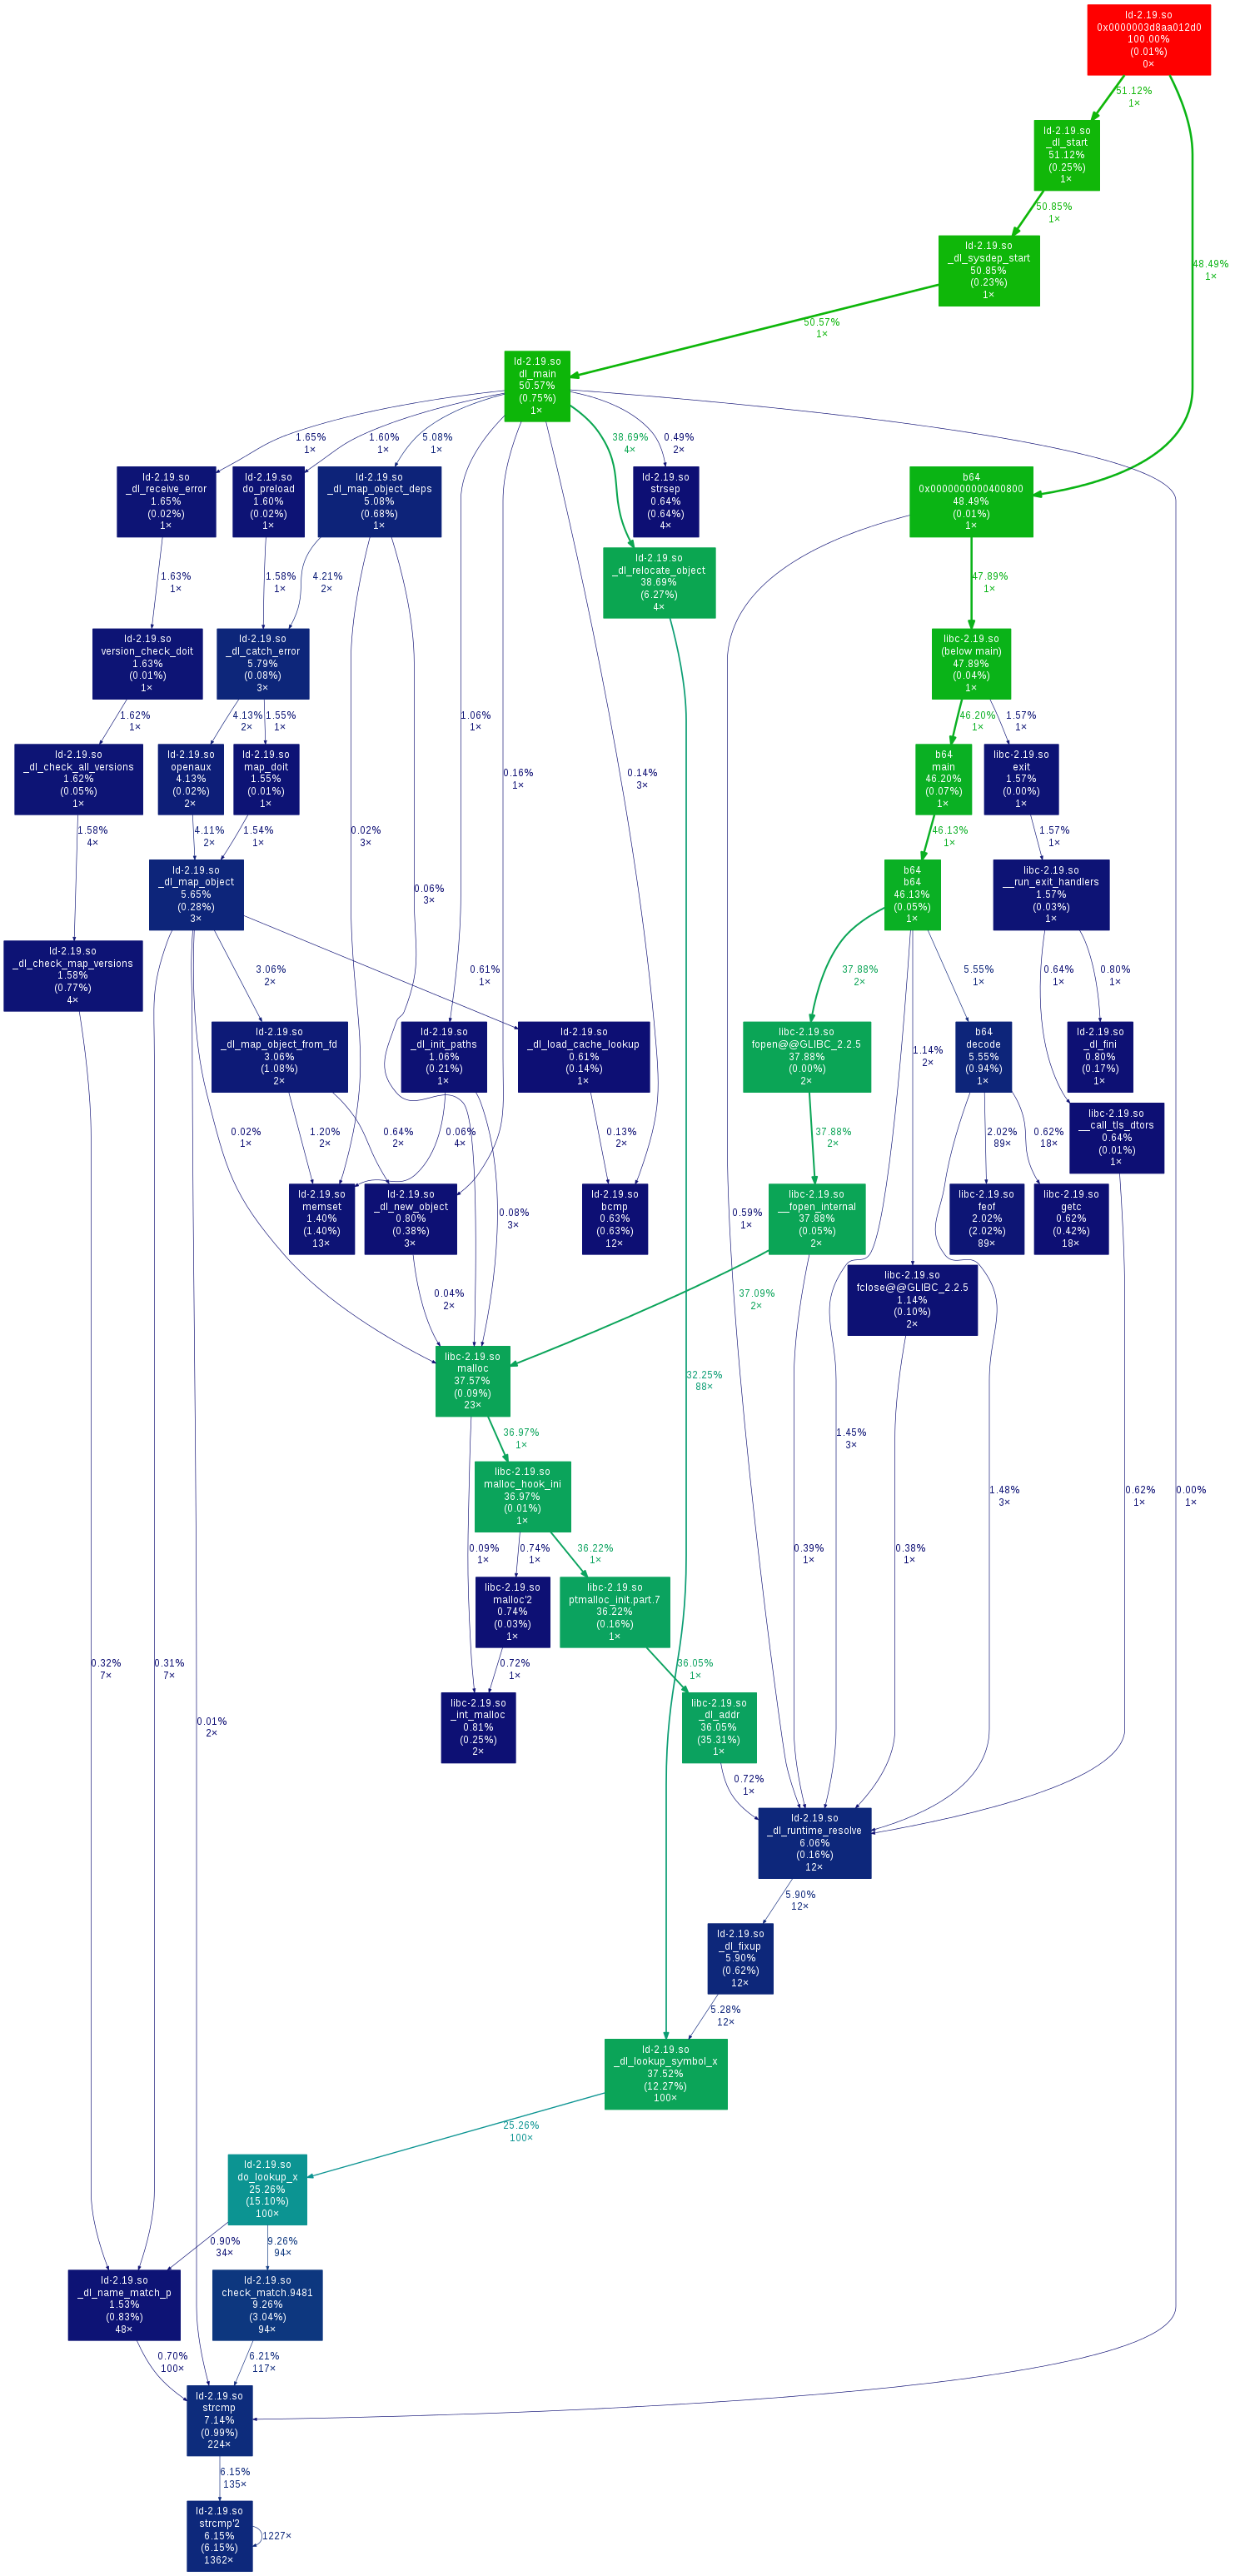 ld-2.19.so
0x0000003d8aa012d0
100.00%
(0.01%)
0×
51.12%
1×
ld-2.19.so
_dl_start
51.12%
(0.25%)
1×
50.85%
1×
ld-2.19.so
_dl_sysdep_start
50.85%
(0.23%)
1×
48.49%
1×
50.57%
1×
ld-2.19.so
dl_main
50.57%
(0.75%)
1×
1.65%
1×
1.60%
1×
5.08%
1×
38.69%
4×
0.49%
2×
ld-2.19.so
_dl_receive_error
1.65%
(0.02%)
1×
ld-2.19.so
do_preload
1.60%
(0.02%)
1×
ld-2.19.so
_dl_map_object_deps
5.08%
(0.68%)
1×
ld-2.19.so
strsep
0.64%
(0.64%)
4×
b64
0x0000000000400800
48.49%
(0.01%)
1×
ld-2.19.so
_dl_relocate_object
38.69%
(6.27%)
4×
1.63%
1×
1.58%
1×
4.21%
2×
47.89%
1×
ld-2.19.so
version_check_doit
1.63%
(0.01%)
1×
ld-2.19.so
_dl_catch_error
5.79%
(0.08%)
3×
libc-2.19.so
(below main)
47.89%
(0.04%)
1×
1.62%
1×
4.13%
2×
1.55%
1×
1.06%
1×
46.20%
1×
1.57%
1×
ld-2.19.so
_dl_check_all_versions
1.62%
(0.05%)
1×
ld-2.19.so
openaux
4.13%
(0.02%)
2×
ld-2.19.so
map_doit
1.55%
(0.01%)
1×
0.16%
1×
0.14%
3×
b64
main
46.20%
(0.07%)
1×
libc-2.19.so
exit
1.57%
(0.00%)
1×
1.58%
4×
4.11%
2×
1.54%
1×
0.02%
3×
46.13%
1×
1.57%
1×
ld-2.19.so
_dl_map_object
5.65%
(0.28%)
3×
0.06%
3×
b64
b64
46.13%
(0.05%)
1×
libc-2.19.so
__run_exit_handlers
1.57%
(0.03%)
1×
ld-2.19.so
_dl_check_map_versions
1.58%
(0.77%)
4×
3.06%
2×
0.61%
1×
37.88%
2×
5.55%
1×
0.64%
1×
0.80%
1×
ld-2.19.so
_dl_map_object_from_fd
3.06%
(1.08%)
2×
ld-2.19.so
_dl_init_paths
1.06%
(0.21%)
1×
ld-2.19.so
_dl_load_cache_lookup
0.61%
(0.14%)
1×
libc-2.19.so
fopen@@GLIBC_2.2.5
37.88%
(0.00%)
2×
1.14%
2×
b64
decode
5.55%
(0.94%)
1×
ld-2.19.so
_dl_fini
0.80%
(0.17%)
1×
0.02%
1×
1.20%
2×
0.64%
2×
0.06%
4×
0.13%
2×
37.88%
2×
2.02%
89×
0.62%
18×
libc-2.19.so
__call_tls_dtors
0.64%
(0.01%)
1×
ld-2.19.so
memset
1.40%
(1.40%)
13×
ld-2.19.so
_dl_new_object
0.80%
(0.38%)
3×
0.08%
3×
ld-2.19.so
bcmp
0.63%
(0.63%)
12×
0.59%
1×
libc-2.19.so
__fopen_internal
37.88%
(0.05%)
2×
libc-2.19.so
feof
2.02%
(2.02%)
89×
libc-2.19.so
getc
0.62%
(0.42%)
18×
0.04%
2×
37.09%
2×
libc-2.19.so
fclose@@GLIBC_2.2.5
1.14%
(0.10%)
2×
libc-2.19.so
malloc
37.57%
(0.09%)
23×
32.25%
88×
36.97%
1×
1.45%
3×
libc-2.19.so
malloc_hook_ini
36.97%
(0.01%)
1×
1.48%
3×
0.62%
1×
0.00%
1×
0.09%
1×
0.74%
1×
36.22%
1×
0.39%
1×
0.38%
1×
libc-2.19.so
malloc'2
0.74%
(0.03%)
1×
libc-2.19.so
ptmalloc_init.part.7
36.22%
(0.16%)
1×
0.32%
7×
0.31%
7×
0.72%
1×
36.05%
1×
0.01%
2×
libc-2.19.so
_int_malloc
0.81%
(0.25%)
2×
libc-2.19.so
_dl_addr
36.05%
(35.31%)
1×
0.72%
1×
ld-2.19.so
_dl_runtime_resolve
6.06%
(0.16%)
12×
5.90%
12×
ld-2.19.so
_dl_fixup
5.90%
(0.62%)
12×
5.28%
12×
ld-2.19.so
_dl_lookup_symbol_x
37.52%
(12.27%)
100×
25.26%
100×
ld-2.19.so
do_lookup_x
25.26%
(15.10%)
100×
0.90%
34×
9.26%
94×
ld-2.19.so
_dl_name_match_p
1.53%
(0.83%)
48×
ld-2.19.so
check_match.9481
9.26%
(3.04%)
94×
0.70%
100×
6.21%
117×
ld-2.19.so
strcmp
7.14%
(0.99%)
224×
6.15%
135×
ld-2.19.so
strcmp'2
6.15%
(6.15%)
1362×
1227×